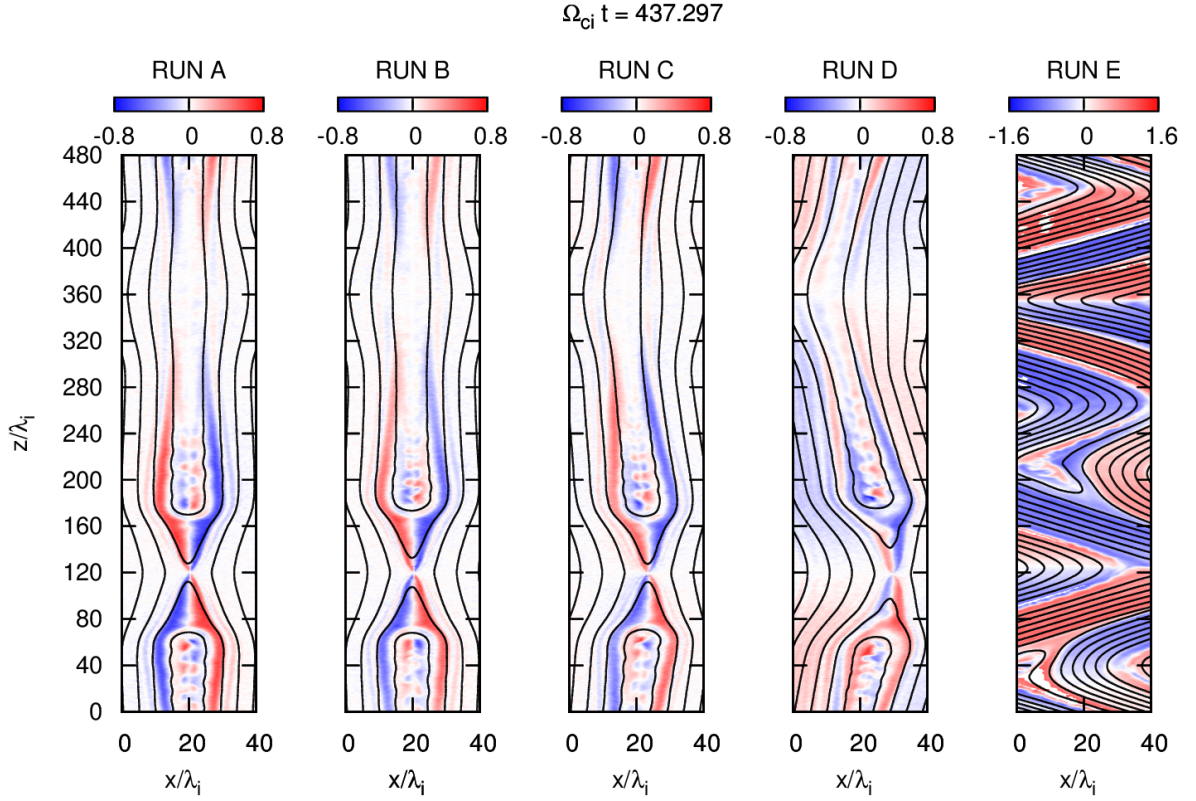 Ω_ci t = 437.297
RUN A RUN B RUN C RUN D RUN E
-0.8 0 0.8 -0.8 0 0.8 -0.8 0 0.8 -0.8 0 0.8 -1.6 0 1.6
480
440
400
360
320
280
240
200
160
120
80
40
0
z/λ_i
0 20 40 0 20 40 0 20 40 0 20 40 0 20 40
x/λ_i x/λ_i x/λ_i x/λ_i x/λ_i